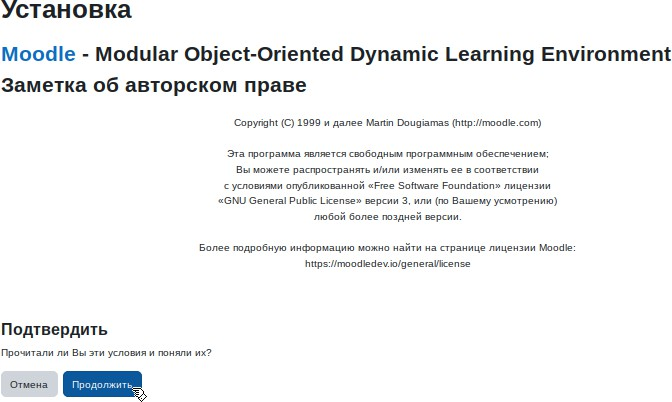 Установка
Moodle - Modular Object-Oriented Dynamic Learning Environment
Заметка об авторском праве
Copyright (C) 1999 и далее Martin Dougiamas (http://moodle.com)
Эта программа является свободным программным обеспечением;
Вы можете распространять и/или изменять ее в соответствии
с условиями опубликованной «Free Software Foundation» лицензии
«GNU General Public License» версии 3, или (по Вашему усмотрению)
любой более поздней версии.
Более подробную информацию можно найти на странице лицензии Moodle:
https://moodledev.io/general/license
Подтвердить
Прочитали ли Вы эти условия и поняли их?
Отмена
Продолжить